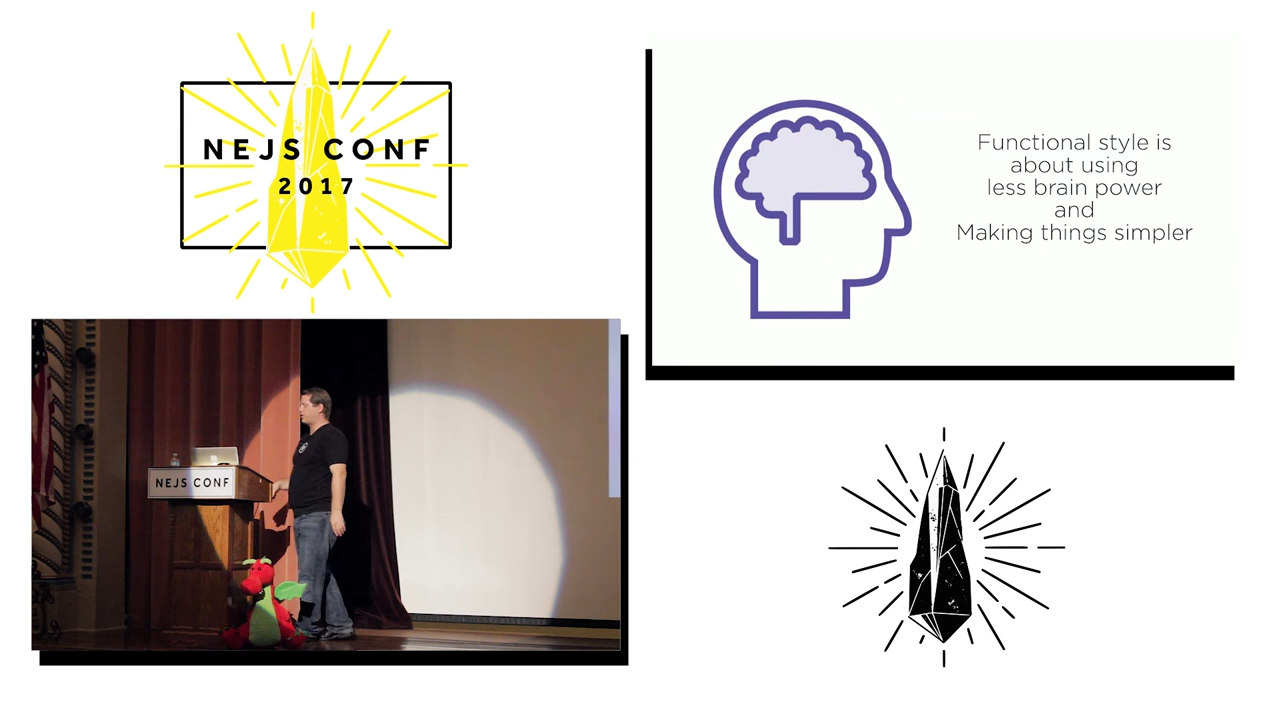 NEJS CONF
2017
Functional style is
about using
less brain power
and
Making things simpler
NEJS CONF